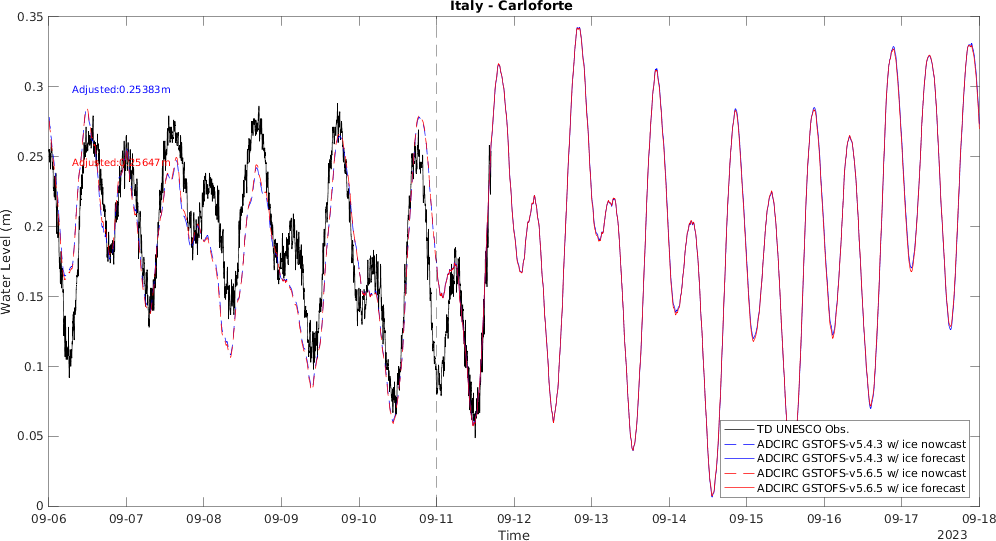 Italy - Carloforte
Water Level (m)
0.35
0.3
0.25
0.2
0.15
0.1
0.05
0
Adjusted:0.25383m
Adjusted:0.25647m
TD UNESCO Obs.
ADCIRC GSTOFS-v5.4.3 w/ ice nowcast
ADCIRC GSTOFS-v5.4.3 w/ ice forecast
ADCIRC GSTOFS-v5.6.5 w/ ice nowcast
ADCIRC GSTOFS-v5.6.5 w/ ice forecast
09-06 09-07 09-08 09-09 09-10 09-11 09-12 09-13 09-14 09-15 09-16 09-17 09-18
Time
2023